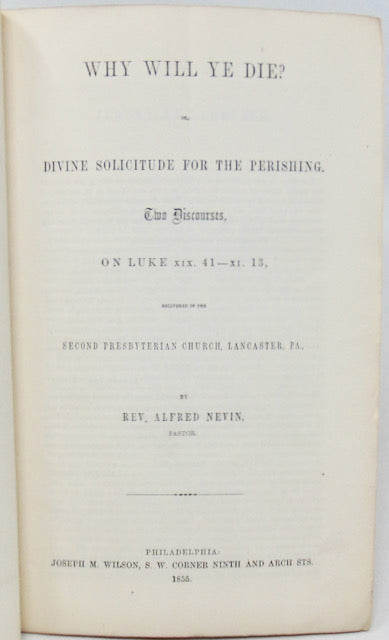 WHY WILL YE DIE?
OR,
DIVINE SOLICITUDE FOR THE PERISHING.
Two Discourses,
ON LUKE XIX. 41—XI. 13,
DELIVERED IN THE
SECOND PRESBYTERIAN CHURCH, LANCASTER, PA.,
BY
REV. ALFRED NEVIN,
PASTOR.
PHILADELPHIA:
JOSEPH M. WILSON, S. W. CORNER NINTH AND ARCH STS.
1855.